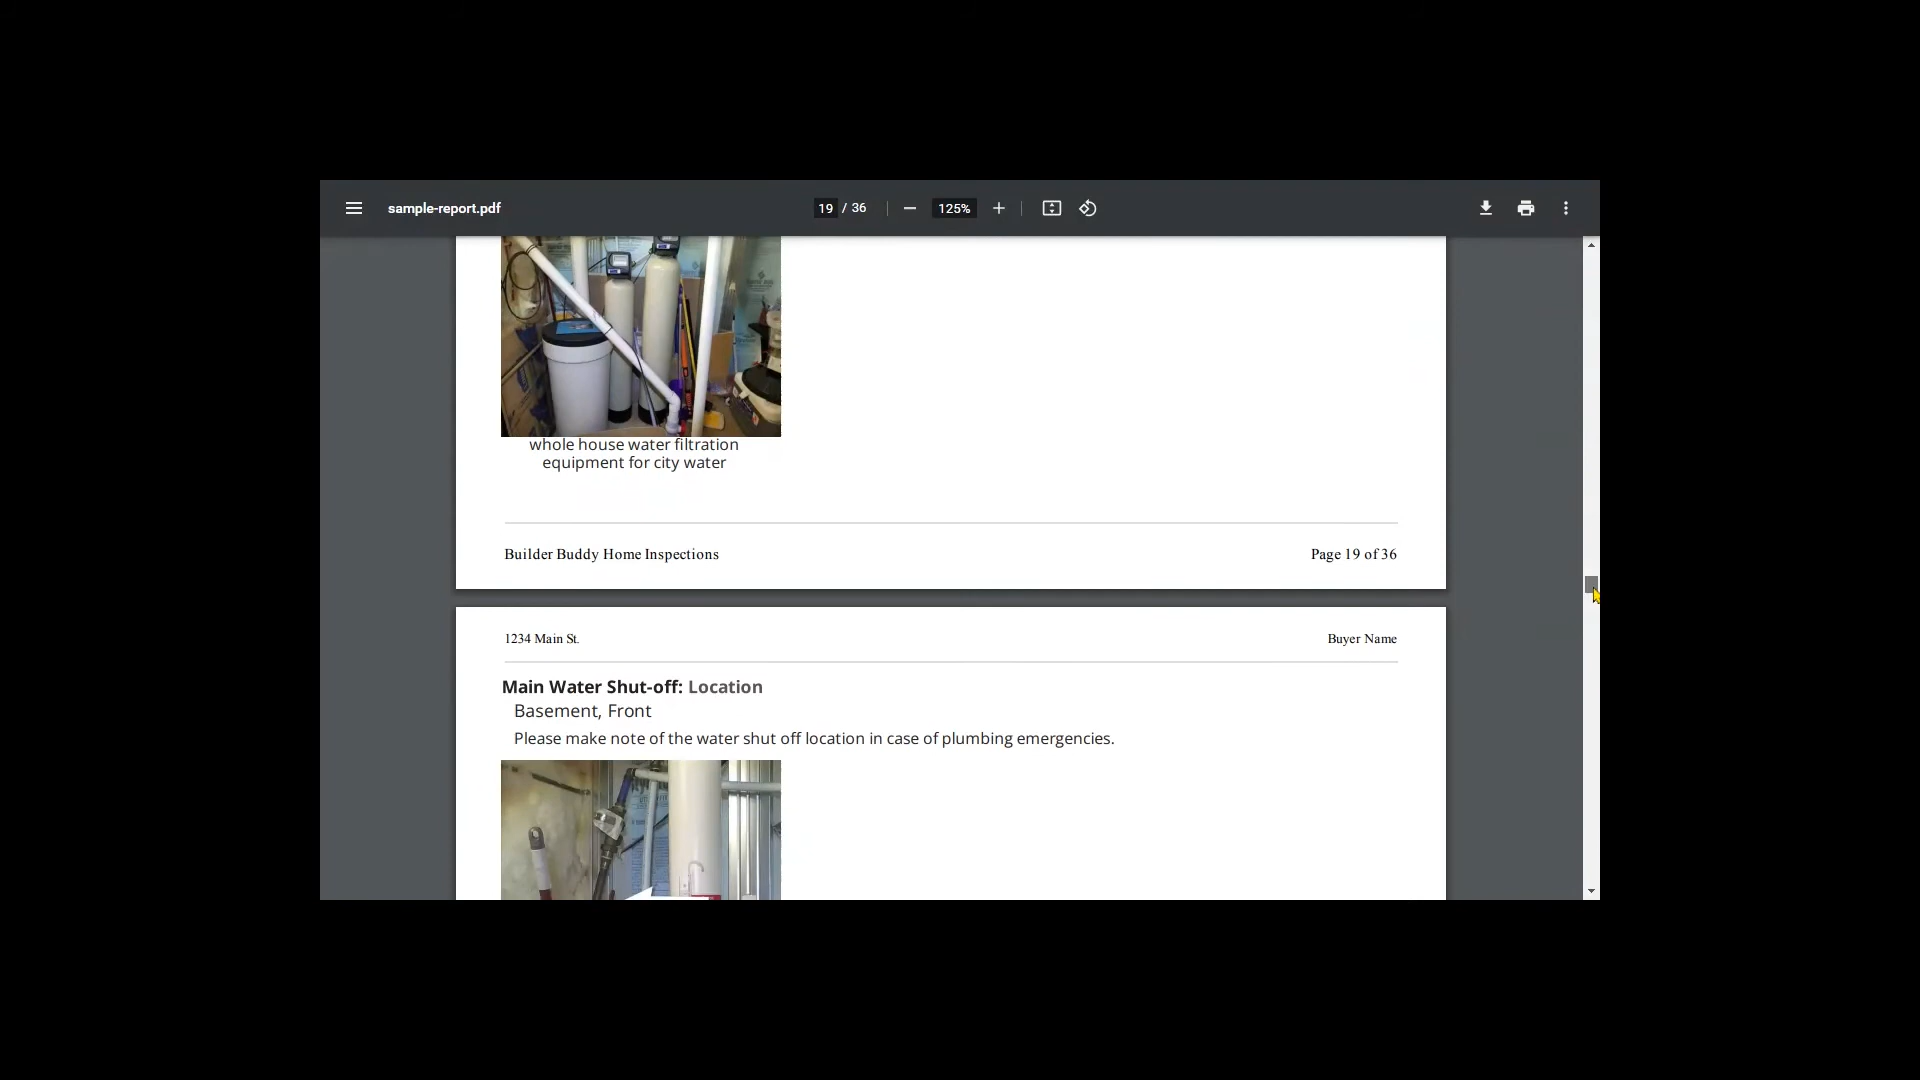 sample-report.pdf
19 / 36
125%
whole house water filtration
equipment for city water
Builder Buddy Home Inspections
Page 19 of 36
1234 Main St.
Buyer Name
Main Water Shut-off: Location
Basement, Front
Please make note of the water shut off location in case of plumbing emergencies.